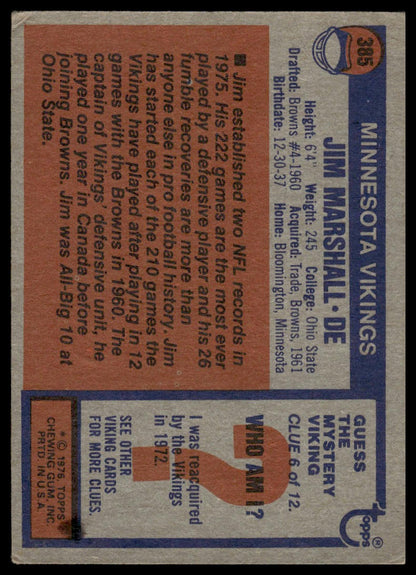 385
MINNESOTA VIKINGS
JIM MARSHALL • DE
Height: 6'4" Weight: 245 College: Ohio State
Drafted: Browns #4-1960 Acquired: Trade, Browns, 1961
Birthdate: 12-30-37 Home: Bloomington, Minnesota
■ Jim established two NFL records in
1975. His 222 games are the most ever
played by a defensive player and his 26
fumble recoveries are more than
anyone else in pro football history. Jim
has started each of the 210 games the
Vikings have played after playing in 12
games with the Browns in 1960. The
captain of Vikings' defensive unit, he
played one year in Canada before
joining Browns. Jim was All-Big 10 at
Ohio State.
topps®
GUESS
THE
MYSTERY
VIKING
CLUE 6 of 12.
?
WHO AM I?
I was reacquired
by the Vikings
in 1972.
SEE OTHER
VIKING CARDS
FOR MORE CLUES.
* © 1976, TOPPS
CHEWING GUM, INC.
PRTD. IN U.S.A.